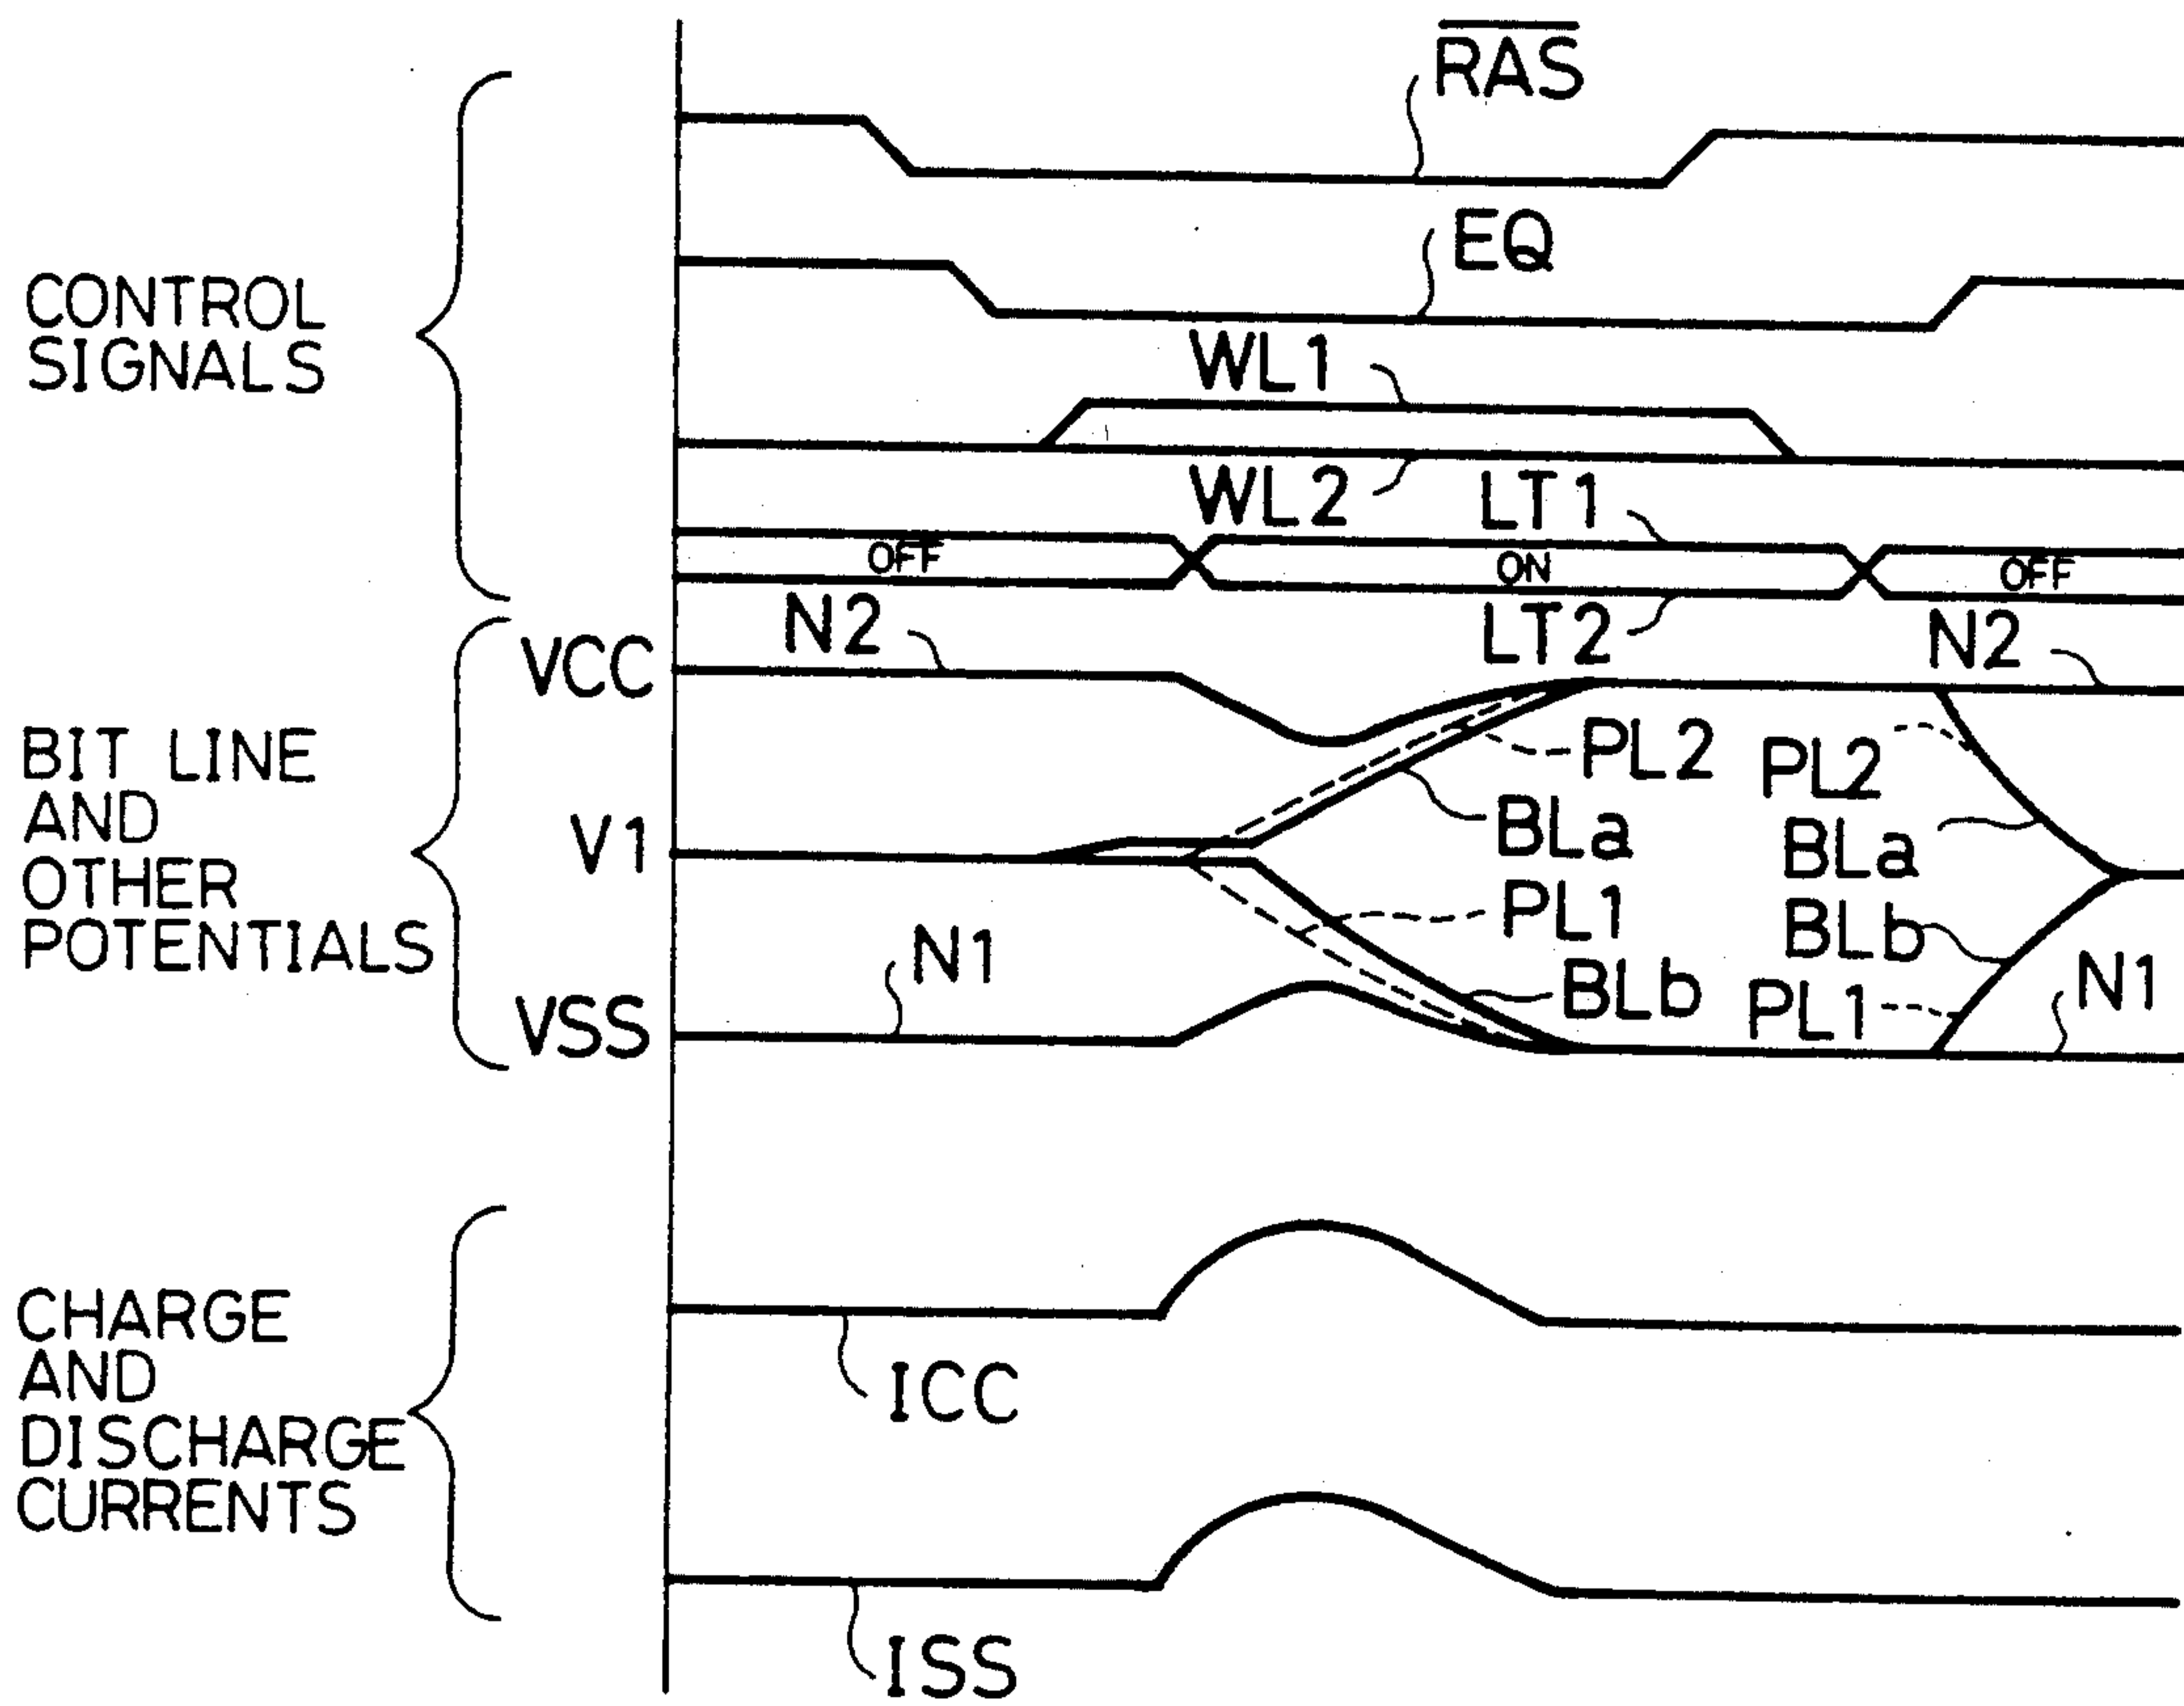 R̅A̅S̅
EQ
CONTROL
SIGNALS
WL1
WL2
LT1
OFF
ON
OFF
N2
LT2
N2
VCC
PL2
PL2
BIT LINE
AND
OTHER
POTENTIALS
BLa
BLa
V1
PL1
BLb
N1
BLb
PL1
N1
VSS
CHARGE
AND
DISCHARGE
CURRENTS
ICC
ISS